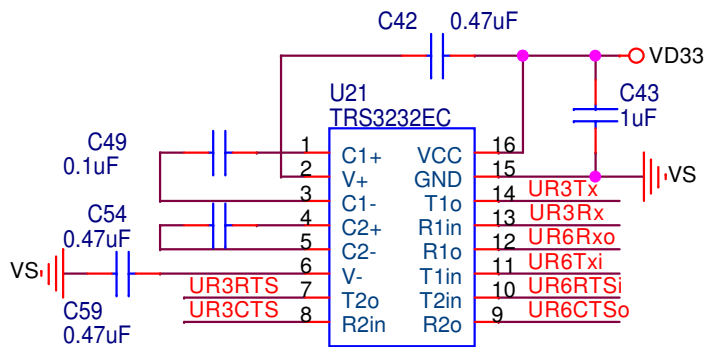 C42 0.47uF
VD33
U21
TRS3232EC
C43
1uF
C49
0.1uF
1 C1+ VCC 16
2 V+ GND 15 VS
3 C1- T1o 14 UR3Tx
C54
0.47uF
4 C2+ R1in 13 UR3Rx
5 C2- R1o 12 UR6Rxo
VS 6 V- T1in 11 UR6Txi
C59
0.47uF
UR3RTS 7 T2o T2in 10 UR6RTSi
UR3CTS 8 R2in R2o 9 UR6CTSo